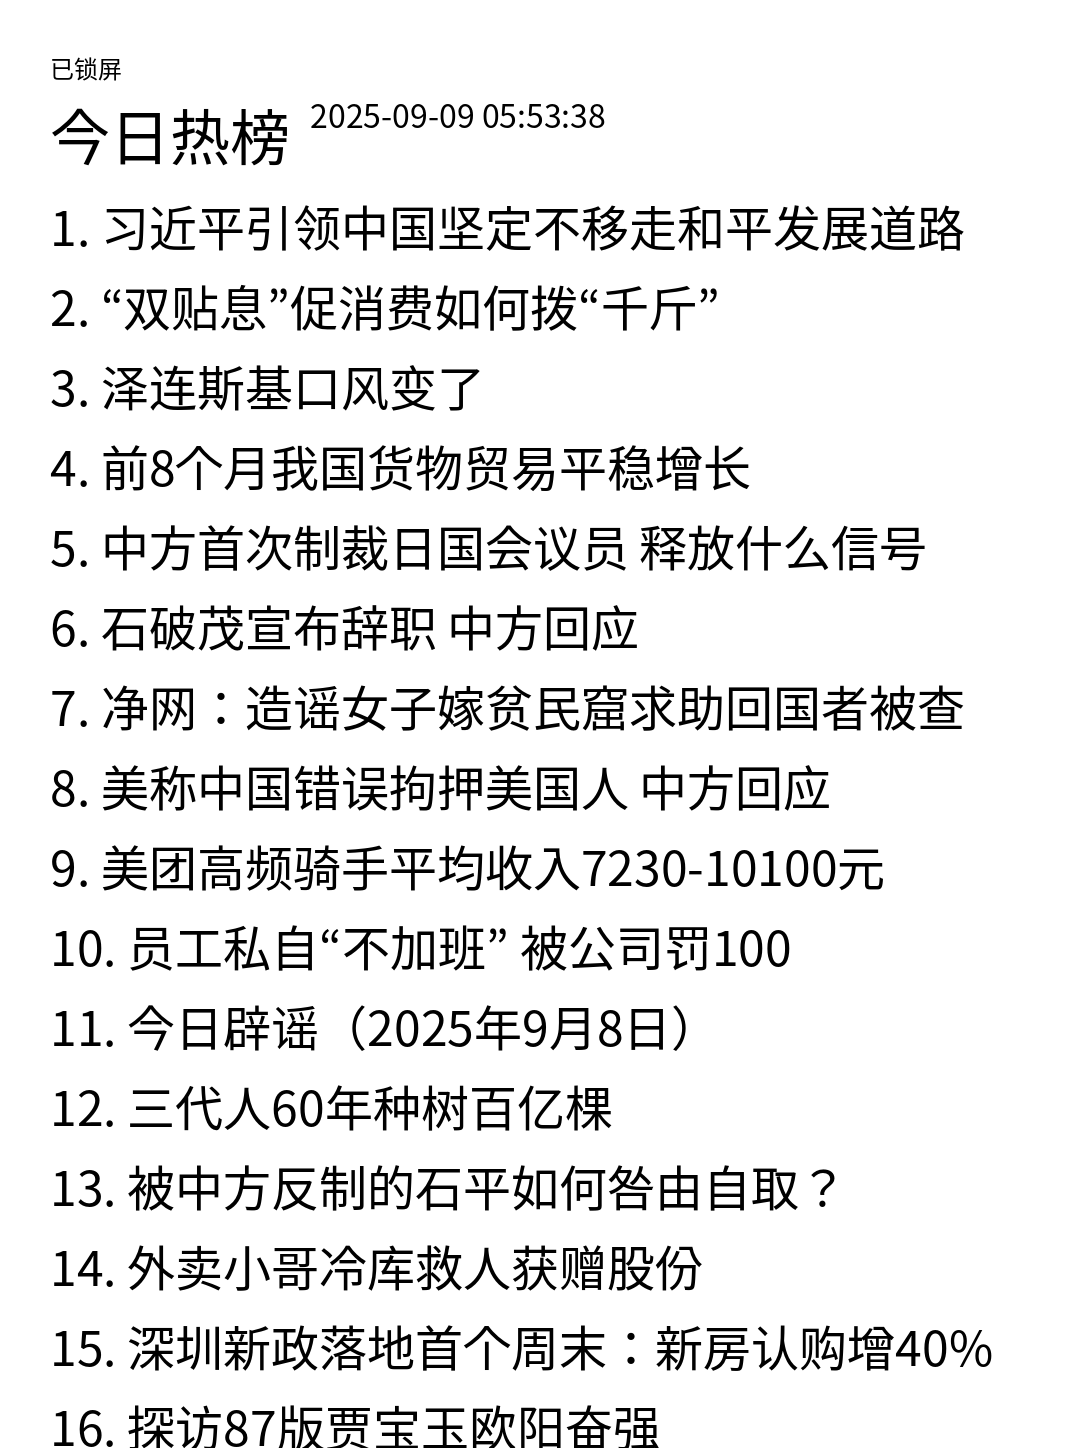 已锁屏
今日热榜 2025-09-09 05:53:38
1. 习近平引领中国坚定不移走和平发展道路
2. “双贴息”促消费如何拨“千斤”
3. 泽连斯基口风变了
4. 前8个月我国货物贸易平稳增长
5. 中方首次制裁日国会议员 释放什么信号
6. 石破茂宣布辞职 中方回应
7. 净网：造谣女子嫁贫民窟求助回国者被查
8. 美称中国错误拘押美国人 中方回应
9. 美团高频骑手平均收入7230-10100元
10. 员工私自“不加班” 被公司罚100
11. 今日辟谣（2025年9月8日）
12. 三代人60年种树百亿棵
13. 被中方反制的石平如何咎由自取？
14. 外卖小哥冷库救人获赠股份
15. 深圳新政落地首个周末：新房认购增40%
16. 探访87版贾宝玉欧阳奋强